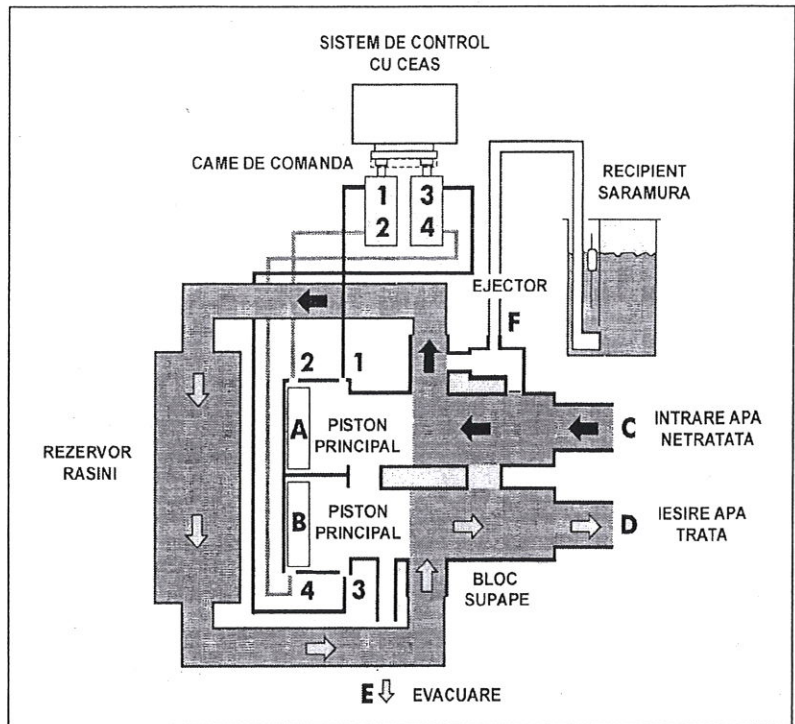 SISTEM DE CONTROL
CU CEAS
CAME DE COMANDA
1
3
2
4
RECIPIENT
SARAMURA
EJECTOR
F
2
1
A
PISTON
PRINCIPAL
C
INTRARE APA
NETRATATA
REZERVOR
RASINI
B
PISTON
PRINCIPAL
D
IESIRE APA
TRATA
4
3
BLOC
SUPAPE
E
EVACUARE